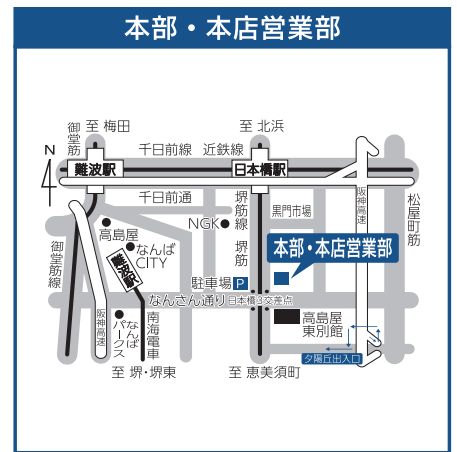 本部・本店営業部
御堂筋
至 梅田
至 北浜
N
千日前線 近鉄線
難波駅
日本橋駅
千日前通
堺筋線
阪神高速
松屋町筋
黒門市場
NGK
高島屋
堺筋
本部・本店営業部
御堂筋線
なんば
CITY
難波駅
駐車場 P
なんさん通り
日本橋3交差点
阪神高速
なんば
パークス
南海電車
高島屋
東別館
夕陽丘出入口
至 堺・堺東
至 恵美須町